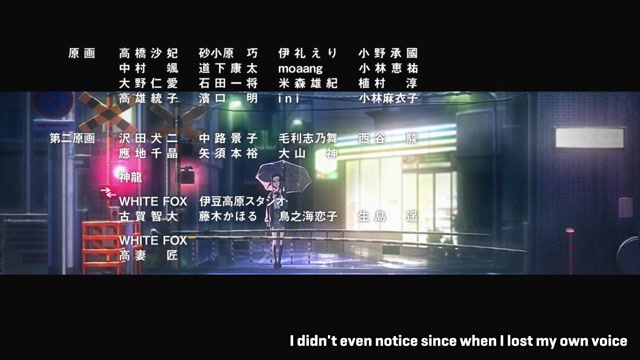 原画 高橋沙妃 砂小原 巧 伊礼えり 小野承國
中村 颯 道下康太 moaang 小林恵祐
大野仁愛 石田一将 米森雄紀 植村 淳
高雄統子 濱口 明 ini 小林麻衣子
第二原画 沢田犬二 中路景子 毛利志乃舞 西谷 駿
應地千晶 矢須本裕 大山 神
神龍
WHITE FOX 伊豆高原スタジオ
古賀智大 藤木かほる 鳥之海恋子 生島 遥
WHITE FOX
高妻 匠
I didn't even notice since when I lost my own voice